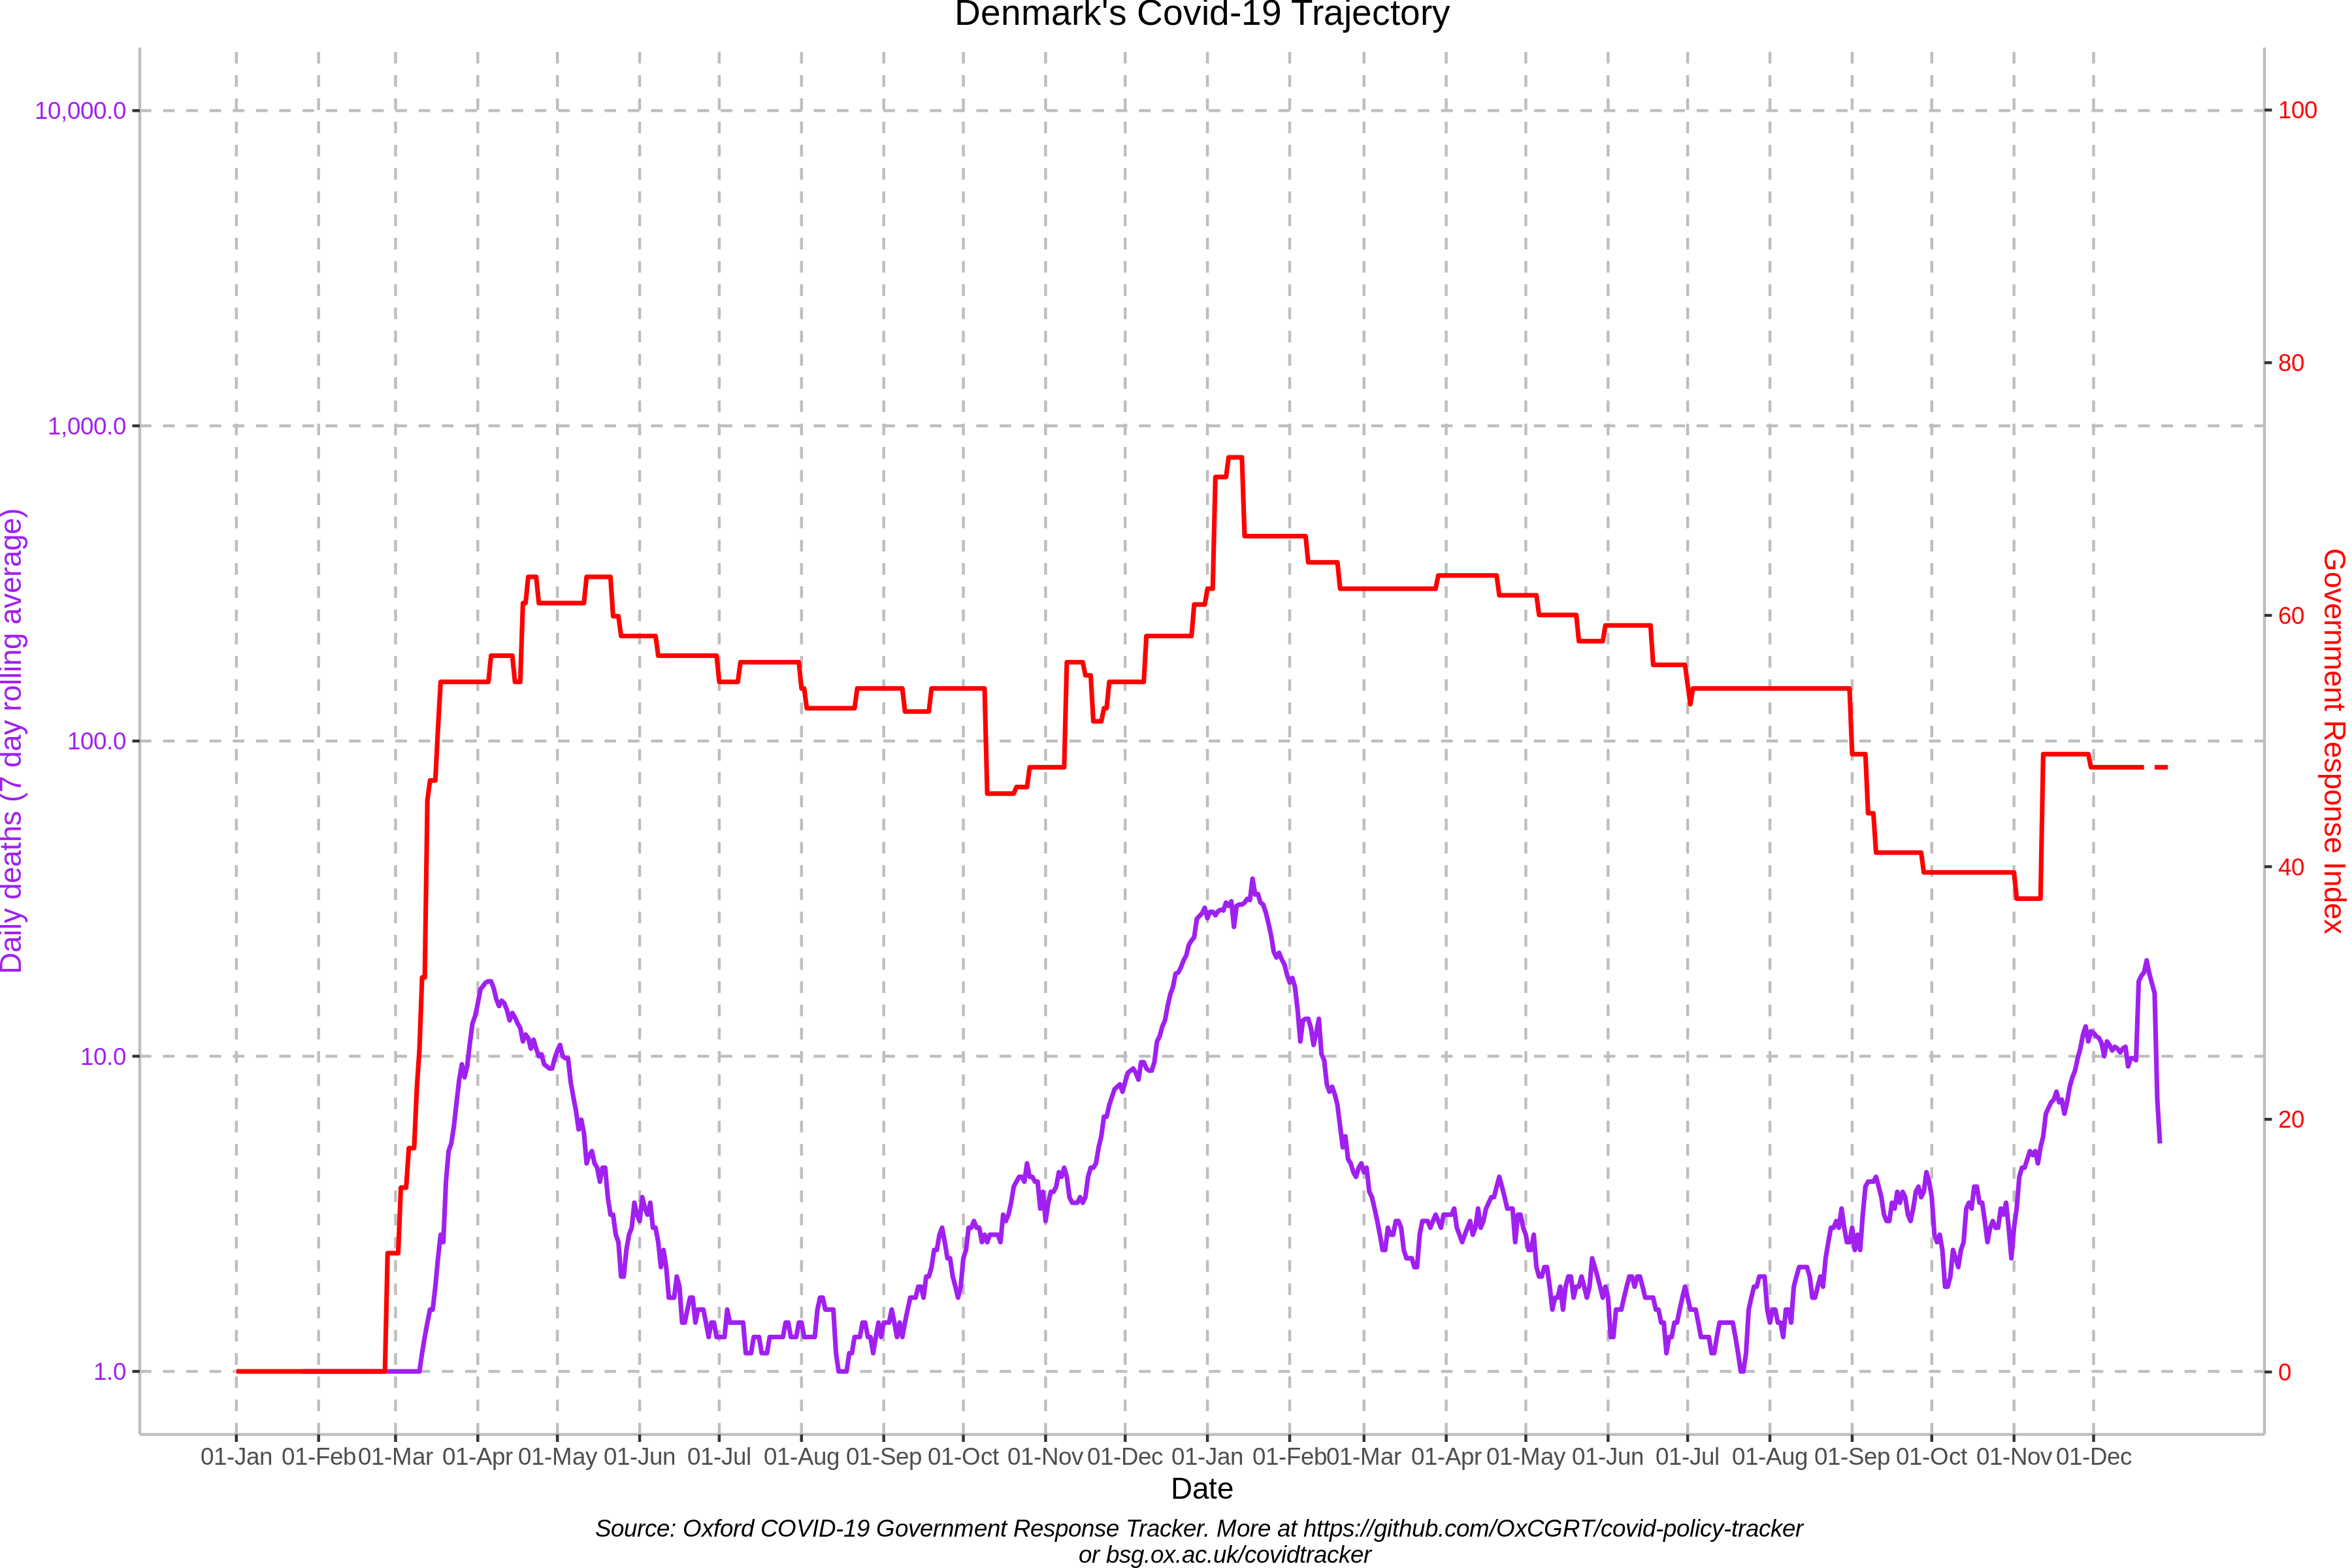 Denmark's Covid-19 Trajectory
10,000.0
1,000.0
100.0
10.0
1.0
Daily deaths (7 day rolling average)
100
80
60
40
20
0
Government Response Index
01-Jan 01-Feb 01-Mar 01-Apr 01-May 01-Jun 01-Jul 01-Aug 01-Sep 01-Oct 01-Nov 01-Dec 01-Jan 01-Feb 01-Mar 01-Apr 01-May 01-Jun 01-Jul 01-Aug 01-Sep 01-Oct 01-Nov 01-Dec
Date
Source: Oxford COVID-19 Government Response Tracker. More at https://github.com/OxCGRT/covid-policy-tracker
or bsg.ox.ac.uk/covidtracker